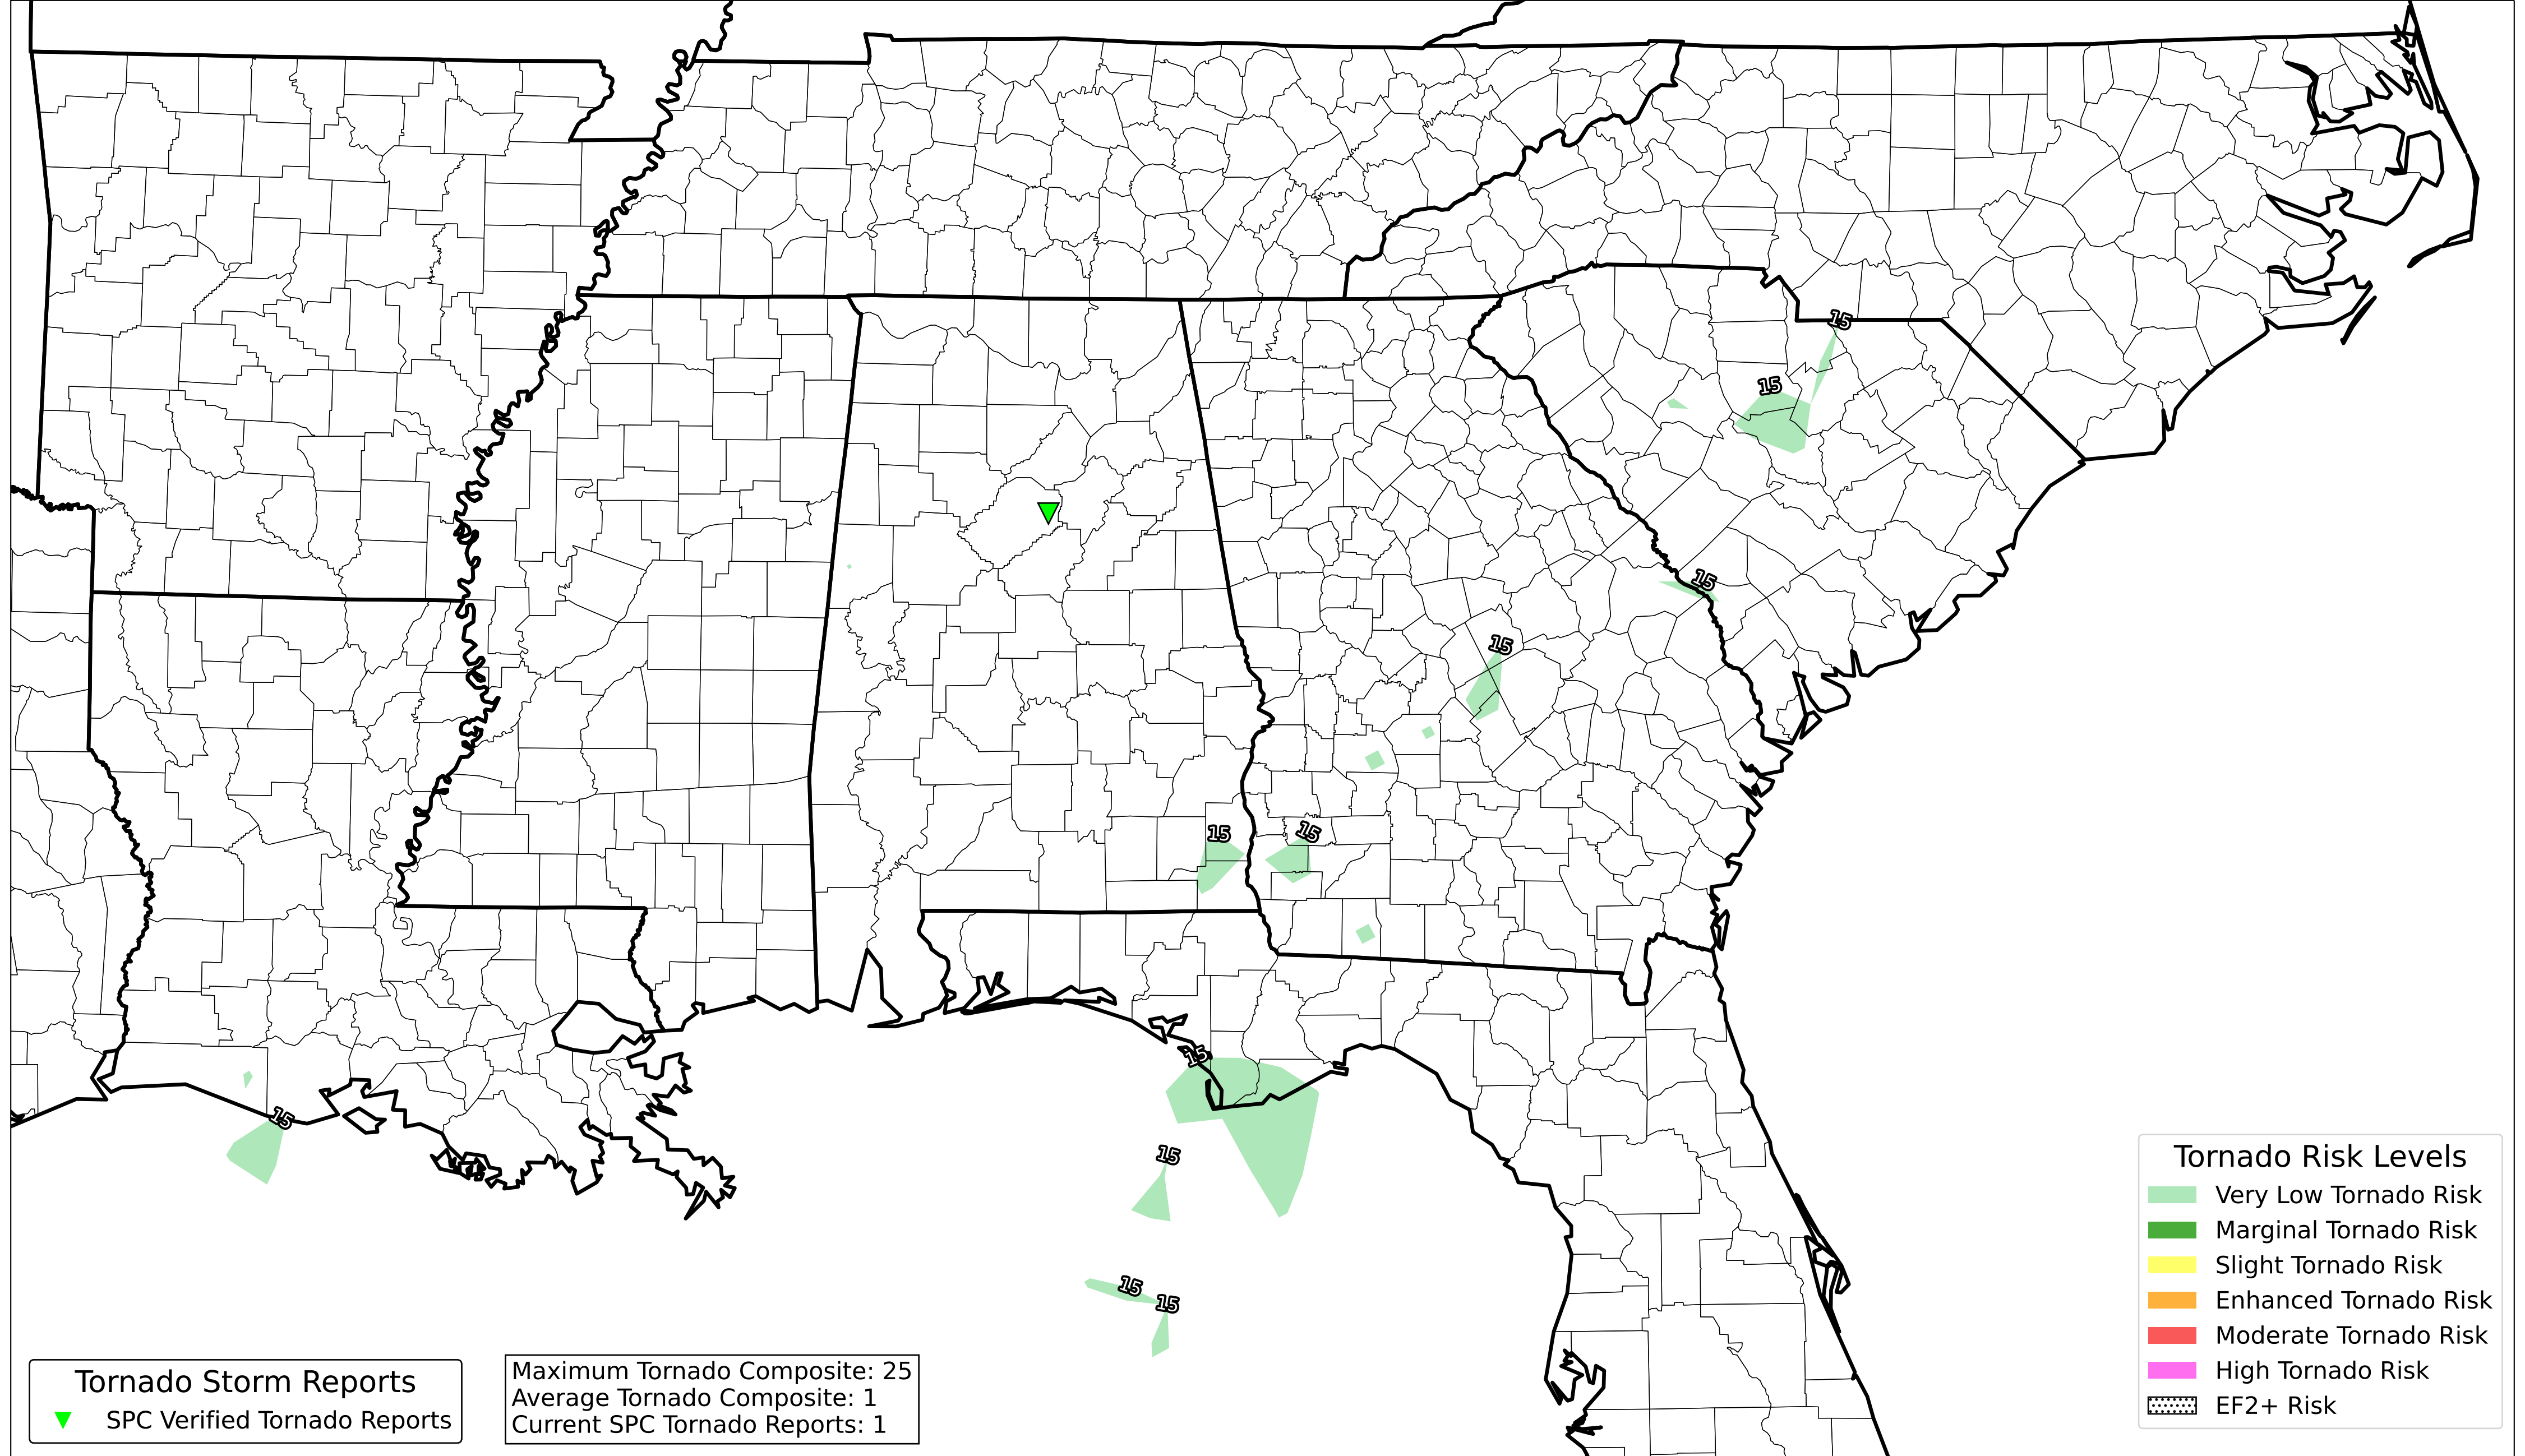 15
15
15
15
15
15
15
15
15
15
15
Tornado Risk Levels
Very Low Tornado Risk
Marginal Tornado Risk
Slight Tornado Risk
Enhanced Tornado Risk
Moderate Tornado Risk
High Tornado Risk
EF2+ Risk
Tornado Storm Reports
SPC Verified Tornado Reports
Maximum Tornado Composite: 25
Average Tornado Composite: 1
Current SPC Tornado Reports: 1